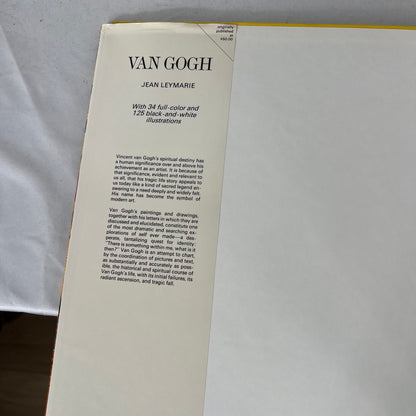 originally
published
at
$50.00
VAN GOGH
JEAN LEYMARIE
With 34 full-color and
125 black-and-white
illustrations
Vincent van Gogh's spiritual destiny has
a human significance over and above his
achievement as an artist. It is because of
that significance, evident and relevant to
us all, that his tragic life story appeals to
us today like a kind of sacred legend an-
swering to a need deeply and widely felt.
His name has become the symbol of
modern art.
Van Gogh's paintings and drawings,
together with his letters in which they are
discussed and elucidated, constitute one
of the most dramatic and searching ex-
plorations of self ever made—a des-
perate, tantalizing quest for identity:
"There is something within me, what is it
then?" Van Gogh is an attempt to chart,
by the coordination of pictures and text,
as substantially and accurately as possi-
ble, the historical and spiritual course of
Van Gogh's life, with its initial failures, its
radiant ascension, and tragic fall.